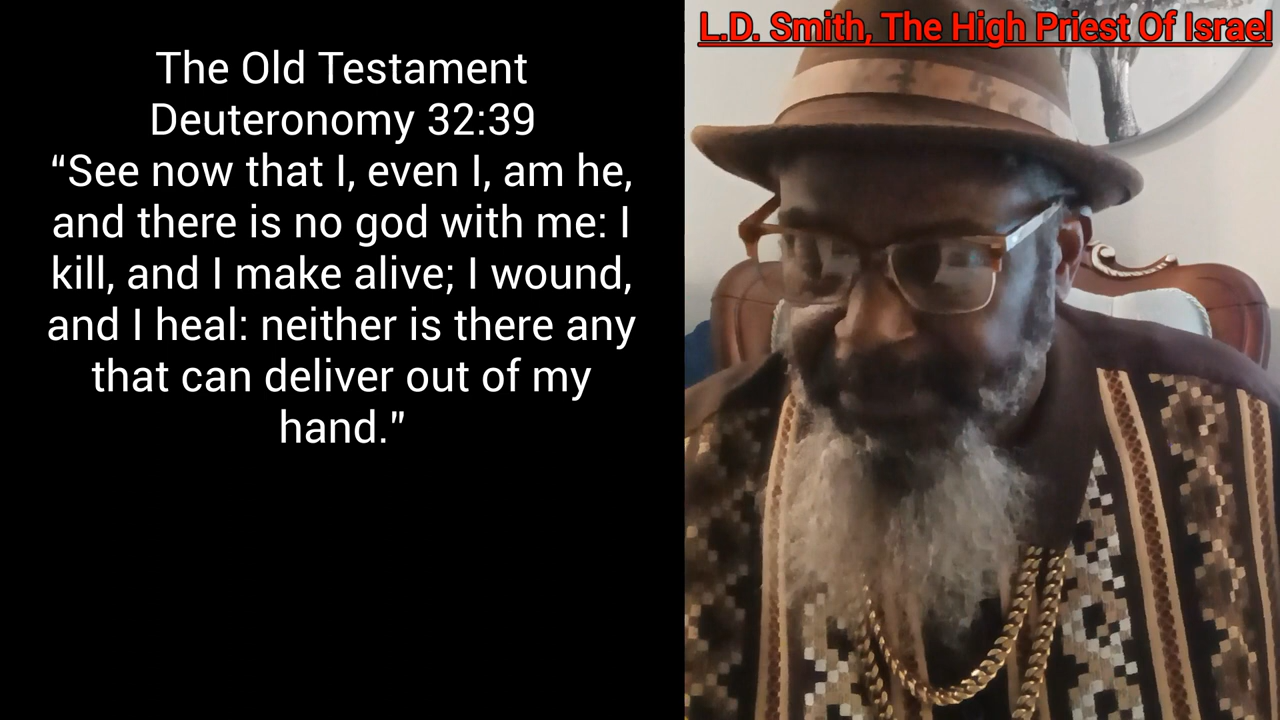 The Old Testament
Deuteronomy 32:39
“See now that I, even I, am he,
and there is no god with me: I
kill, and I make alive; I wound,
and I heal: neither is there any
that can deliver out of my
hand.”
L.D. Smith, The High Priest Of Israel